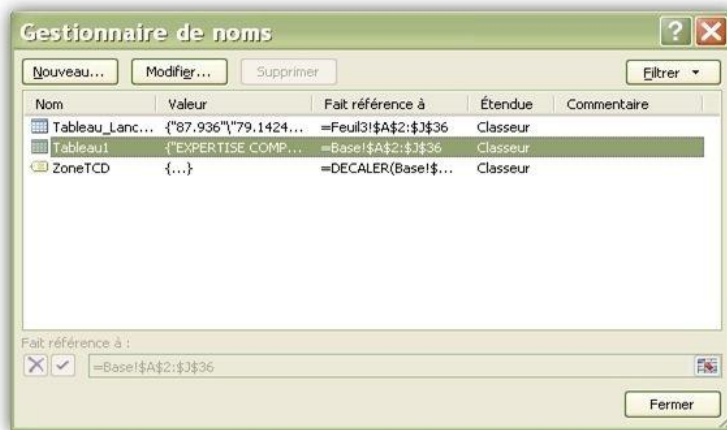 Gestionnaire de noms
Nouveau... Modifier... Supprimer Filtrer
Nom Valeur Fait référence à Étendue Commentaire
Tableau_Lanc... {"87.936"\"79.1424... =Feuil3!$A$2:$J$36 Classeur
Tableau1 {"EXPERTISE COMP... =Base!$A$2:$J$36 Classeur
ZoneTCD {...} =DECALER(Base!$... Classeur
Fait référence à :
=Base!$A$2:$J$36
Fermer